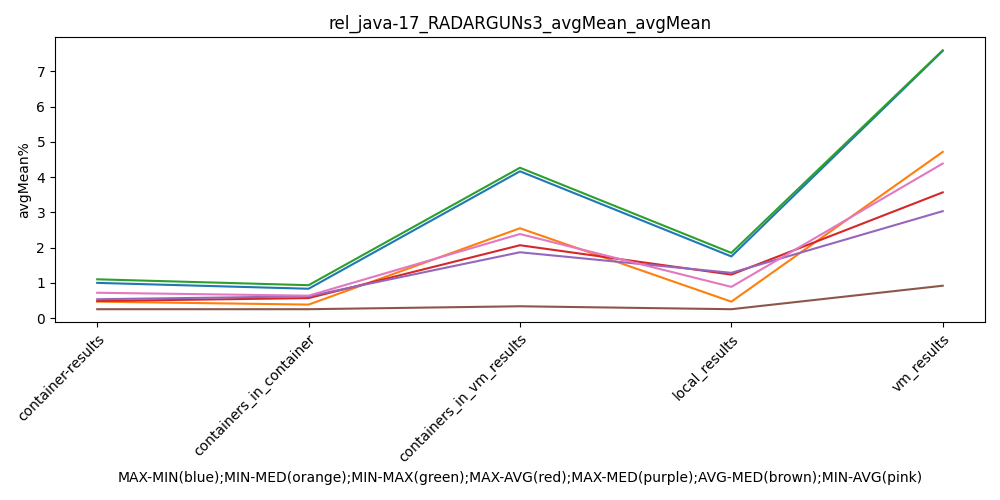 rel_java-17_RADARGUNs3_avgMean_avgMean
avgMean%
7
6
5
4
3
2
1
0
container-results
containers_in_container
containers_in_vm_results
local_results
vm_results
MAX-MIN(blue);MIN-MED(orange);MIN-MAX(green);MAX-AVG(red);MAX-MED(purple);AVG-MED(brown);MIN-AVG(pink)